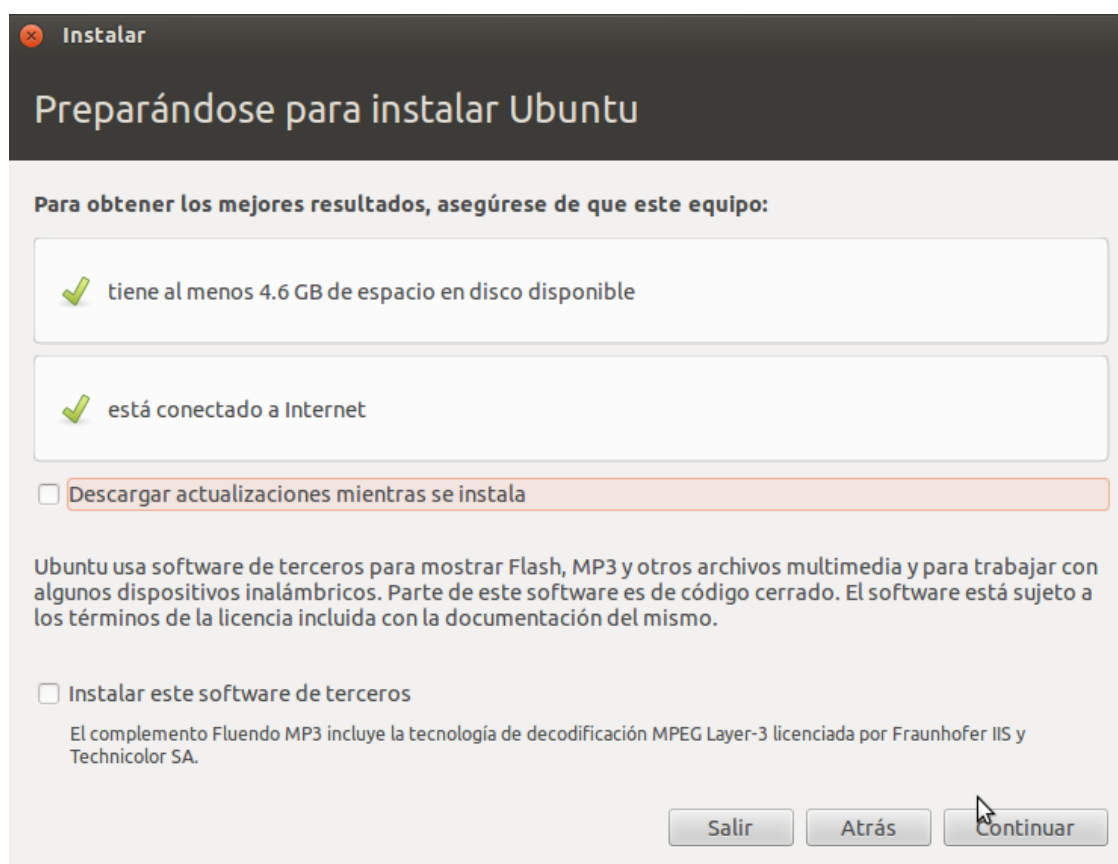 Instalar
Preparándose para instalar Ubuntu
Para obtener los mejores resultados, asegúrese de que este equipo:
tiene al menos 4.6 GB de espacio en disco disponible
está conectado a Internet
Descargar actualizaciones mientras se instala
Ubuntu usa software de terceros para mostrar Flash, MP3 y otros archivos multimedia y para trabajar con
algunos dispositivos inalámbricos. Parte de este software es de código cerrado. El software está sujeto a
los términos de la licencia incluida con la documentación del mismo.
Instalar este software de terceros
El complemento Fluendo MP3 incluye la tecnología de decodificación MPEG Layer-3 licenciada por Fraunhofer IIS y
Technicolor SA.
Salir Atrás Continuar